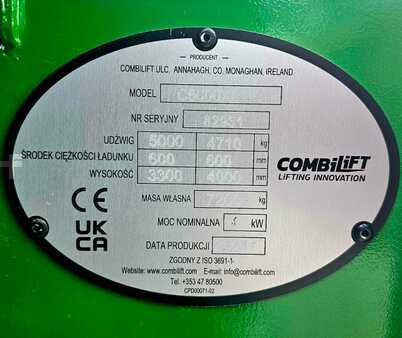 PRODUCENT
COMBILIFT ULC, ANNAHAGH, CO. MONAGHAN, IRELAND
MODEL
NR SERYJNY
UDŹWIG 5000 4710 kg
ŚRODEK CIĘŻKOŚCI ŁADUNKU 600 600 mm
WYSOKOŚĆ 3300 4000 mm
MASA WŁASNA kg
MOC NOMINALNA kW
DATA PRODUKCJI
ZGODNY Z ISO 3691-1
Website: www.combilift.com E-mail: info@combilift.com
Tel. +353 47 80500
CPD00071-02
CE
UK
CA
COMBiLiFT
LiFTING INNOVATION